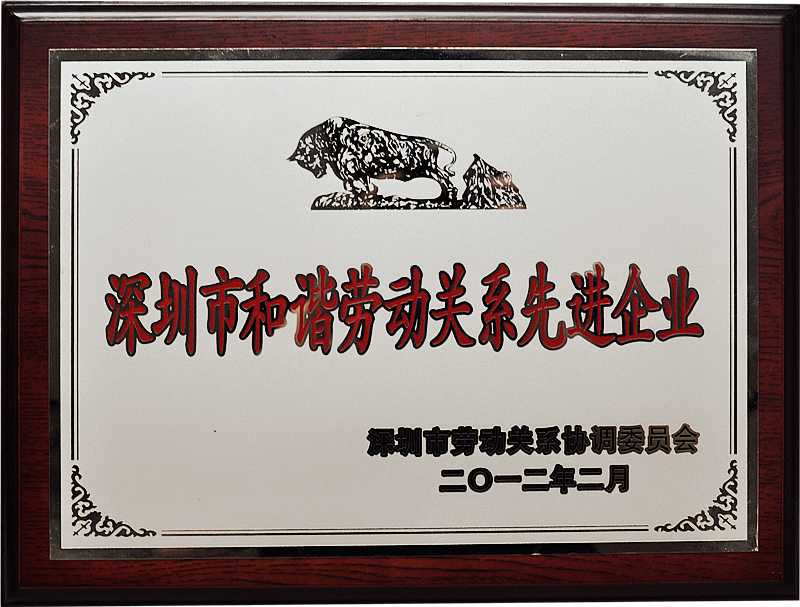 深圳市和谐劳动关系先进企业
深圳市劳动关系协调委员会
二〇一二年二月